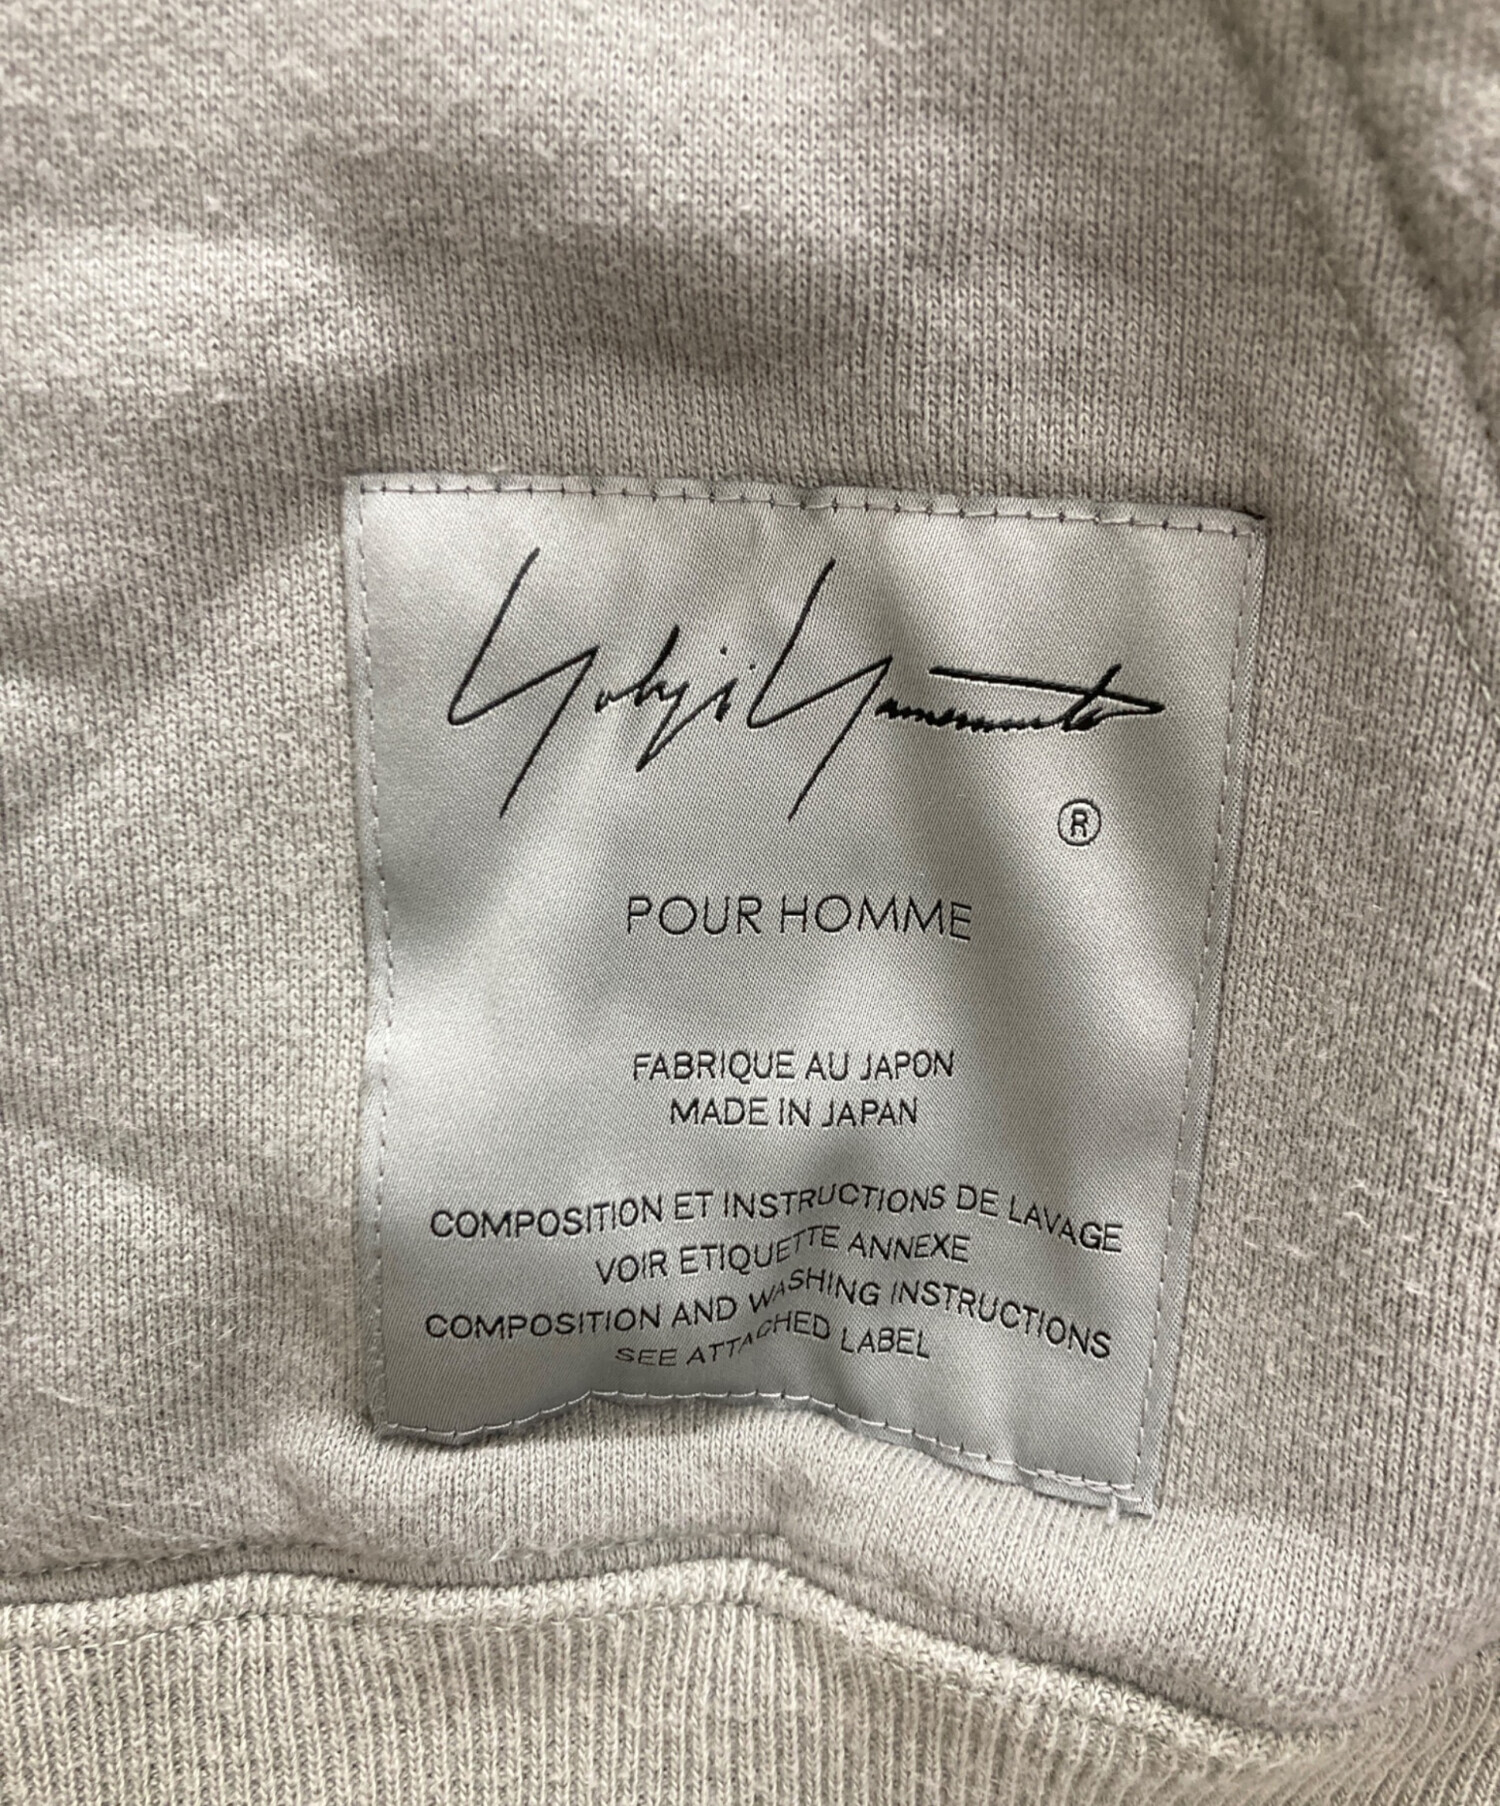 Yohji Yamamoto
®
POUR HOMME
FABRIQUE AU JAPON
MADE IN JAPAN
COMPOSITION ET INSTRUCTIONS DE LAVAGE
VOIR ETIQUETTE ANNEXE
COMPOSITION AND WASHING INSTRUCTIONS
SEE ATTACHED LABEL